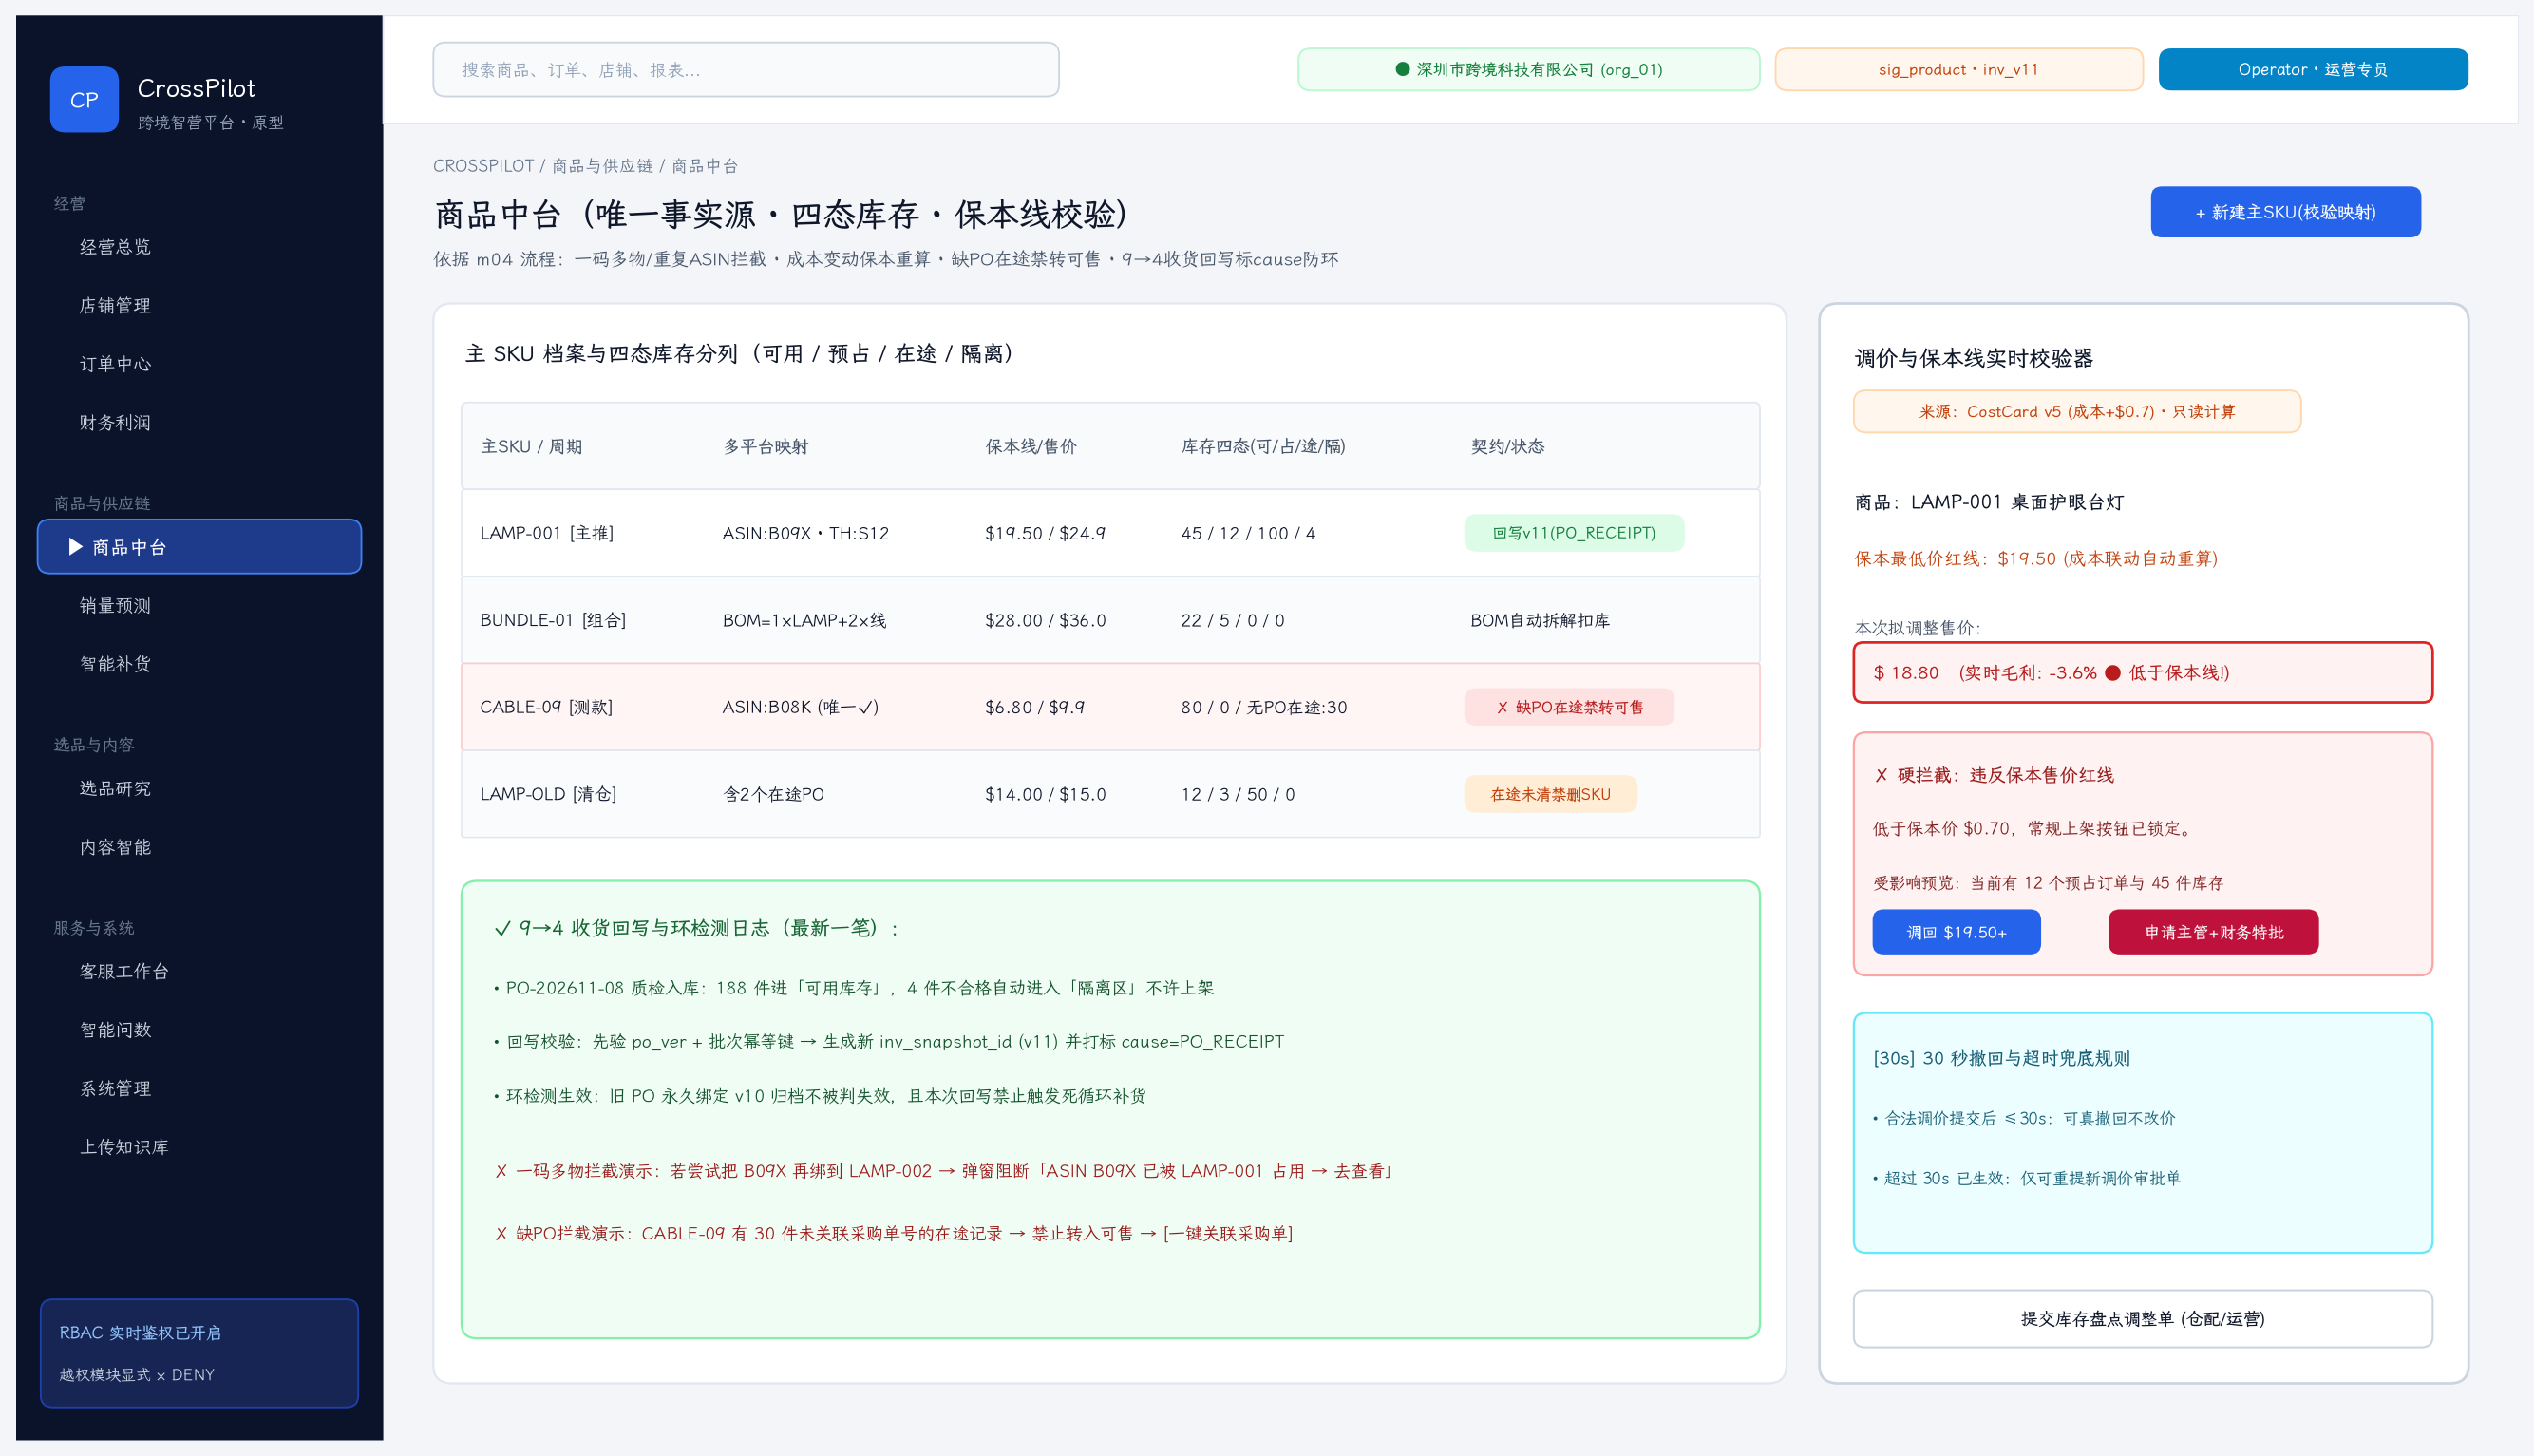 CP
CrossPilot
跨境智营平台·原型
经营
经营总览
店铺管理
订单中心
财务利润
商品与供应链
▶ 商品中台
销量预测
智能补货
选品与内容
选品研究
内容智能
服务与系统
客服工作台
智能问数
系统管理
上传知识库
RBAC 实时鉴权已开启
越权模块显式 × DENY
搜索商品、订单、店铺、报表...
● 深圳市跨境科技有限公司 (org_01)
sig_product·inv_v11
Operator·运营专员
CROSSPILOT / 商品与供应链 / 商品中台
商品中台（唯一事实源·四态库存·保本线校验）
+ 新建主SKU(校验映射)
依据 m04 流程：一码多物/重复ASIN拦截·成本变动保本重算·缺PO在途禁转可售·9→4收货回写标cause防环
主 SKU 档案与四态库存分列（可用 / 预占 / 在途 / 隔离）
主SKU / 周期 多平台映射 保本线/售价 库存四态(可/占/途/隔) 契约/状态
LAMP-001 [主推] ASIN:B09X·TH:S12 $19.50 / $24.9 45 / 12 / 100 / 4 回写v11(PO_RECEIPT)
BUNDLE-01 [组合] BOM=1×LAMP+2×线 $28.00 / $36.0 22 / 5 / 0 / 0 BOM自动拆解扣库
CABLE-09 [测款] ASIN:B08K (唯一✓) $6.80 / $9.9 80 / 0 / 无PO在途:30 ✗ 缺PO在途禁转可售
LAMP-OLD [清仓] 含2个在途PO $14.00 / $15.0 12 / 3 / 50 / 0 在途未清禁删SKU
✓ 9→4 收货回写与环检测日志（最新一笔）:
• PO-202611-08 质检入库：188 件进「可用库存」，4 件不合格自动进入「隔离区」不许上架
• 回写校验：先验 po_ver + 批次幂等键 → 生成新 inv_snapshot_id (v11) 并打标 cause=PO_RECEIPT
• 环检测生效：旧 PO 永久绑定 v10 归档不被判失效，且本次回写禁止触发死循环补货
✗ 一码多物拦截演示：若尝试把 B09X 再绑到 LAMP-002 → 弹窗阻断「ASIN B09X 已被 LAMP-001 占用 → 去查看」
✗ 缺PO拦截演示：CABLE-09 有 30 件未关联采购单号的在途记录 → 禁止转入可售 → [一键关联采购单]
调价与保本线实时校验器
来源：CostCard v5 (成本+$0.7)·只读计算
商品：LAMP-001 桌面护眼台灯
保本最低价红线：$19.50 (成本联动自动重算)
本次拟调整售价：
$ 18.80 (实时毛利: -3.6% ● 低于保本线!)
✗ 硬拦截：违反保本售价红线
低于保本价 $0.70，常规上架按钮已锁定。
受影响预览：当前有 12 个预占订单与 45 件库存
调回 $19.50+
申请主管+财务特批
[30s] 30 秒撤回与超时兜底规则
• 合法调价提交后 ≤30s：可真撤回不改价
• 超过 30s 已生效：仅可重提新调价审批单
提交库存盘点调整单 (仓配/运营)